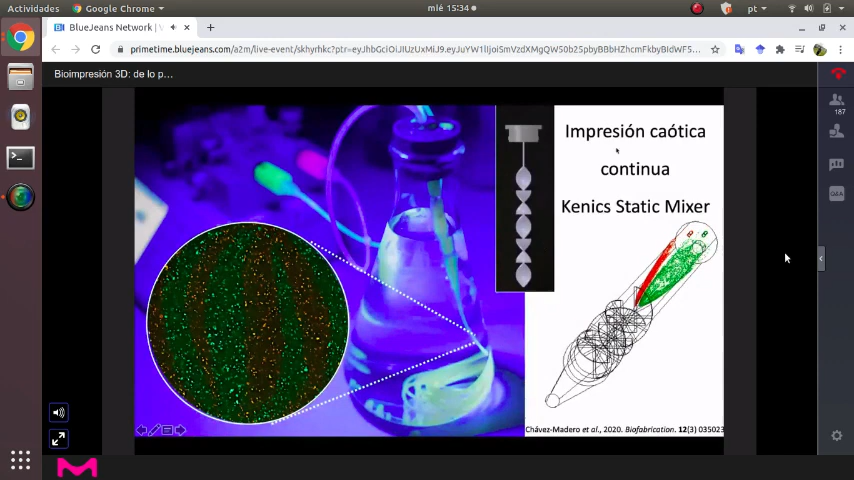 Actividades
Google Chrome
mié 15:34
pt
BlueJeans Network | V
primetime.bluejeans.com/a2m/live-event/skhyrhkc?ptr=eyJhbGciOiJIUzUxMiJ9.eyJuYW1lIjoiSmVzdXMgQW50b25pbyBBbHZhcmFkbyBIdWF5...
Bioimpresión 3D: de lo p...
187
Q&A
Impresión caótica
continua
Kenics Static Mixer
Chávez-Madero et al., 2020. Biofabrication. 12(3) 035023